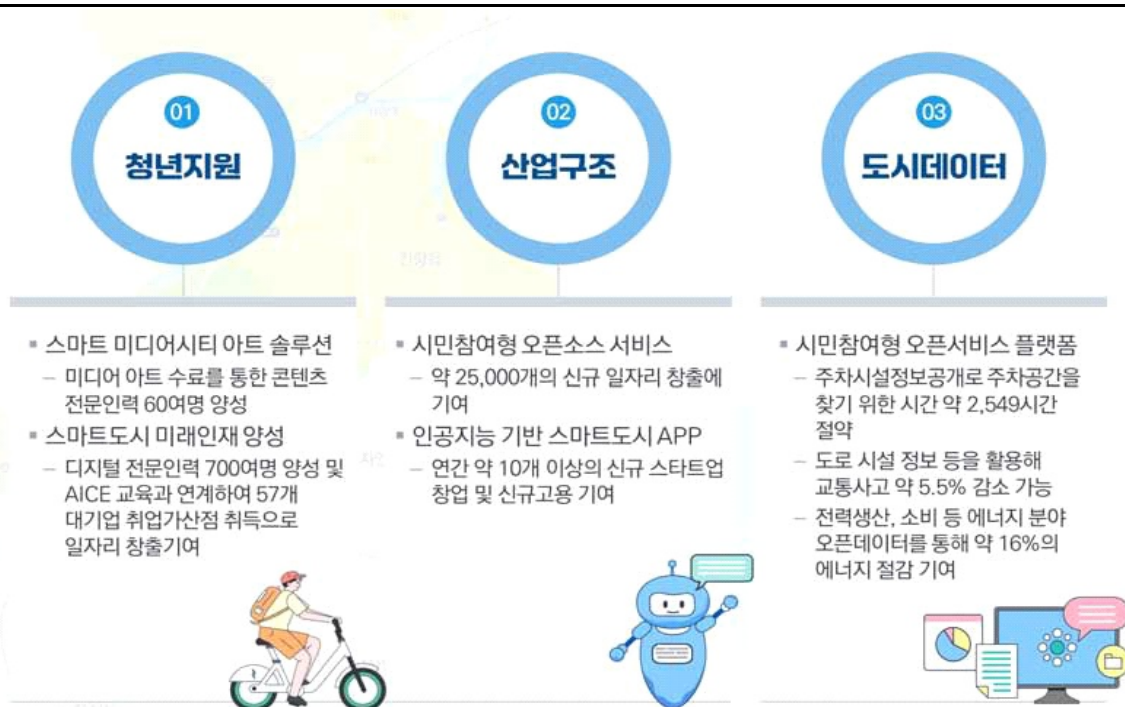 01
청년지원
■ 스마트 미디어시티 아트 솔루션
– 미디어 아트 수료를 통한 콘텐츠
전문인력 60여명 양성
■ 스마트도시 미래인재 양성
– 디지털 전문인력 700여명 양성 및
AICE 교육과 연계하여 57개
대기업 취업가산점 취득으로
일자리 창출기여
02
산업구조
■ 시민참여형 오픈소스 서비스
– 약 25,000개의 신규 일자리 창출에
기여
■ 인공지능 기반 스마트도시 APP
– 연간 약 10개 이상의 신규 스타트업
창업 및 신규고용 기여
03
도시데이터
■ 시민참여형 오픈서비스 플랫폼
– 주차시설정보공개로 주차공간을
찾기 위한 시간 약 2,549시간
절약
– 도로 시설 정보 등을 활용해
교통사고 약 5.5% 감소 가능
– 전력생산, 소비 등 에너지 분야
오픈데이터를 통해 약 16%의
에너지 절감 기여